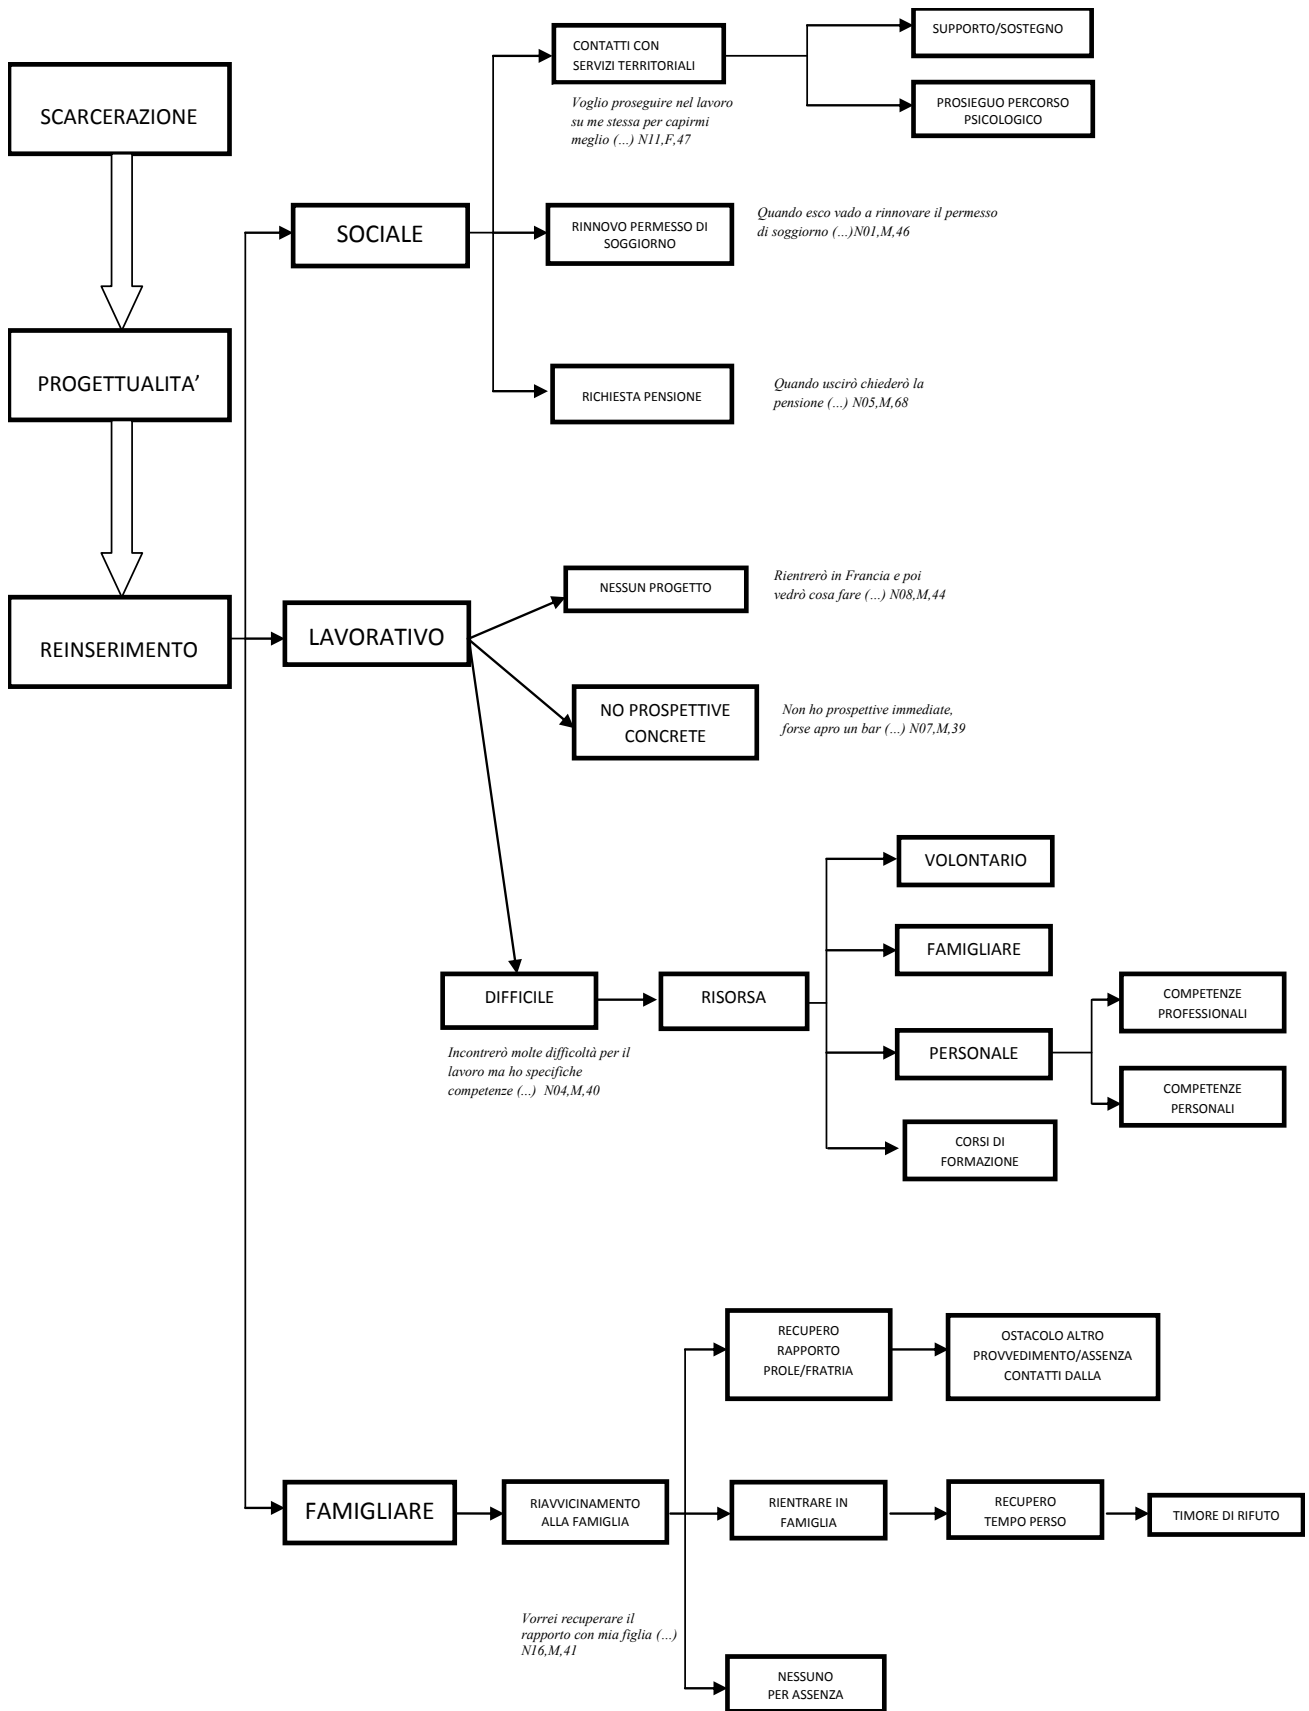 SCARCERAZIONE
PROGETTUALITA’
REINSERIMENTO
SOCIALE
CONTATTI CON
SERVIZI TERRITORIALI
Voglio proseguire nel lavoro
su me stessa per capirmi
meglio (...) N11,F,47
SUPPORTO/SOSTEGNO
PROSIEGUO PERCORSO
PSICOLOGICO
RINNOVO PERMESSO DI
SOGGIORNO
Quando esco vado a rinnovare il permesso
di soggiorno (...)N01,M,46
RICHIESTA PENSIONE
Quando uscirò chiederò la
pensione (...) N05,M,68
LAVORATIVO
NESSUN PROGETTO
Rientrerò in Francia e poi
vedrò cosa fare (...) N08,M,44
NO PROSPETTIVE
CONCRETE
Non ho prospettive immediate,
forse apro un bar (...) N07,M,39
DIFFICILE
Incontrerò molte difficoltà per il
lavoro ma ho specifiche
competenze (...) N04,M,40
RISORSA
VOLONTARIO
FAMIGLIARE
PERSONALE
COMPETENZE
PROFESSIONALI
COMPETENZE
PERSONALI
CORSI DI
FORMAZIONE
FAMIGLIARE
RIAVVICINAMENTO
ALLA FAMIGLIA
Vorrei recuperare il
rapporto con mia figlia (...)
N16,M,41
RECUPERO
RAPPORTO
PROLE/FRATRIA
OSTACOLO ALTRO
PROVVEDIMENTO/ASSENZA
CONTATTI DALLA
RIENTRARE IN
FAMIGLIA
RECUPERO
TEMPO PERSO
TIMORE DI RIFUTO
NESSUNO
PER ASSENZA